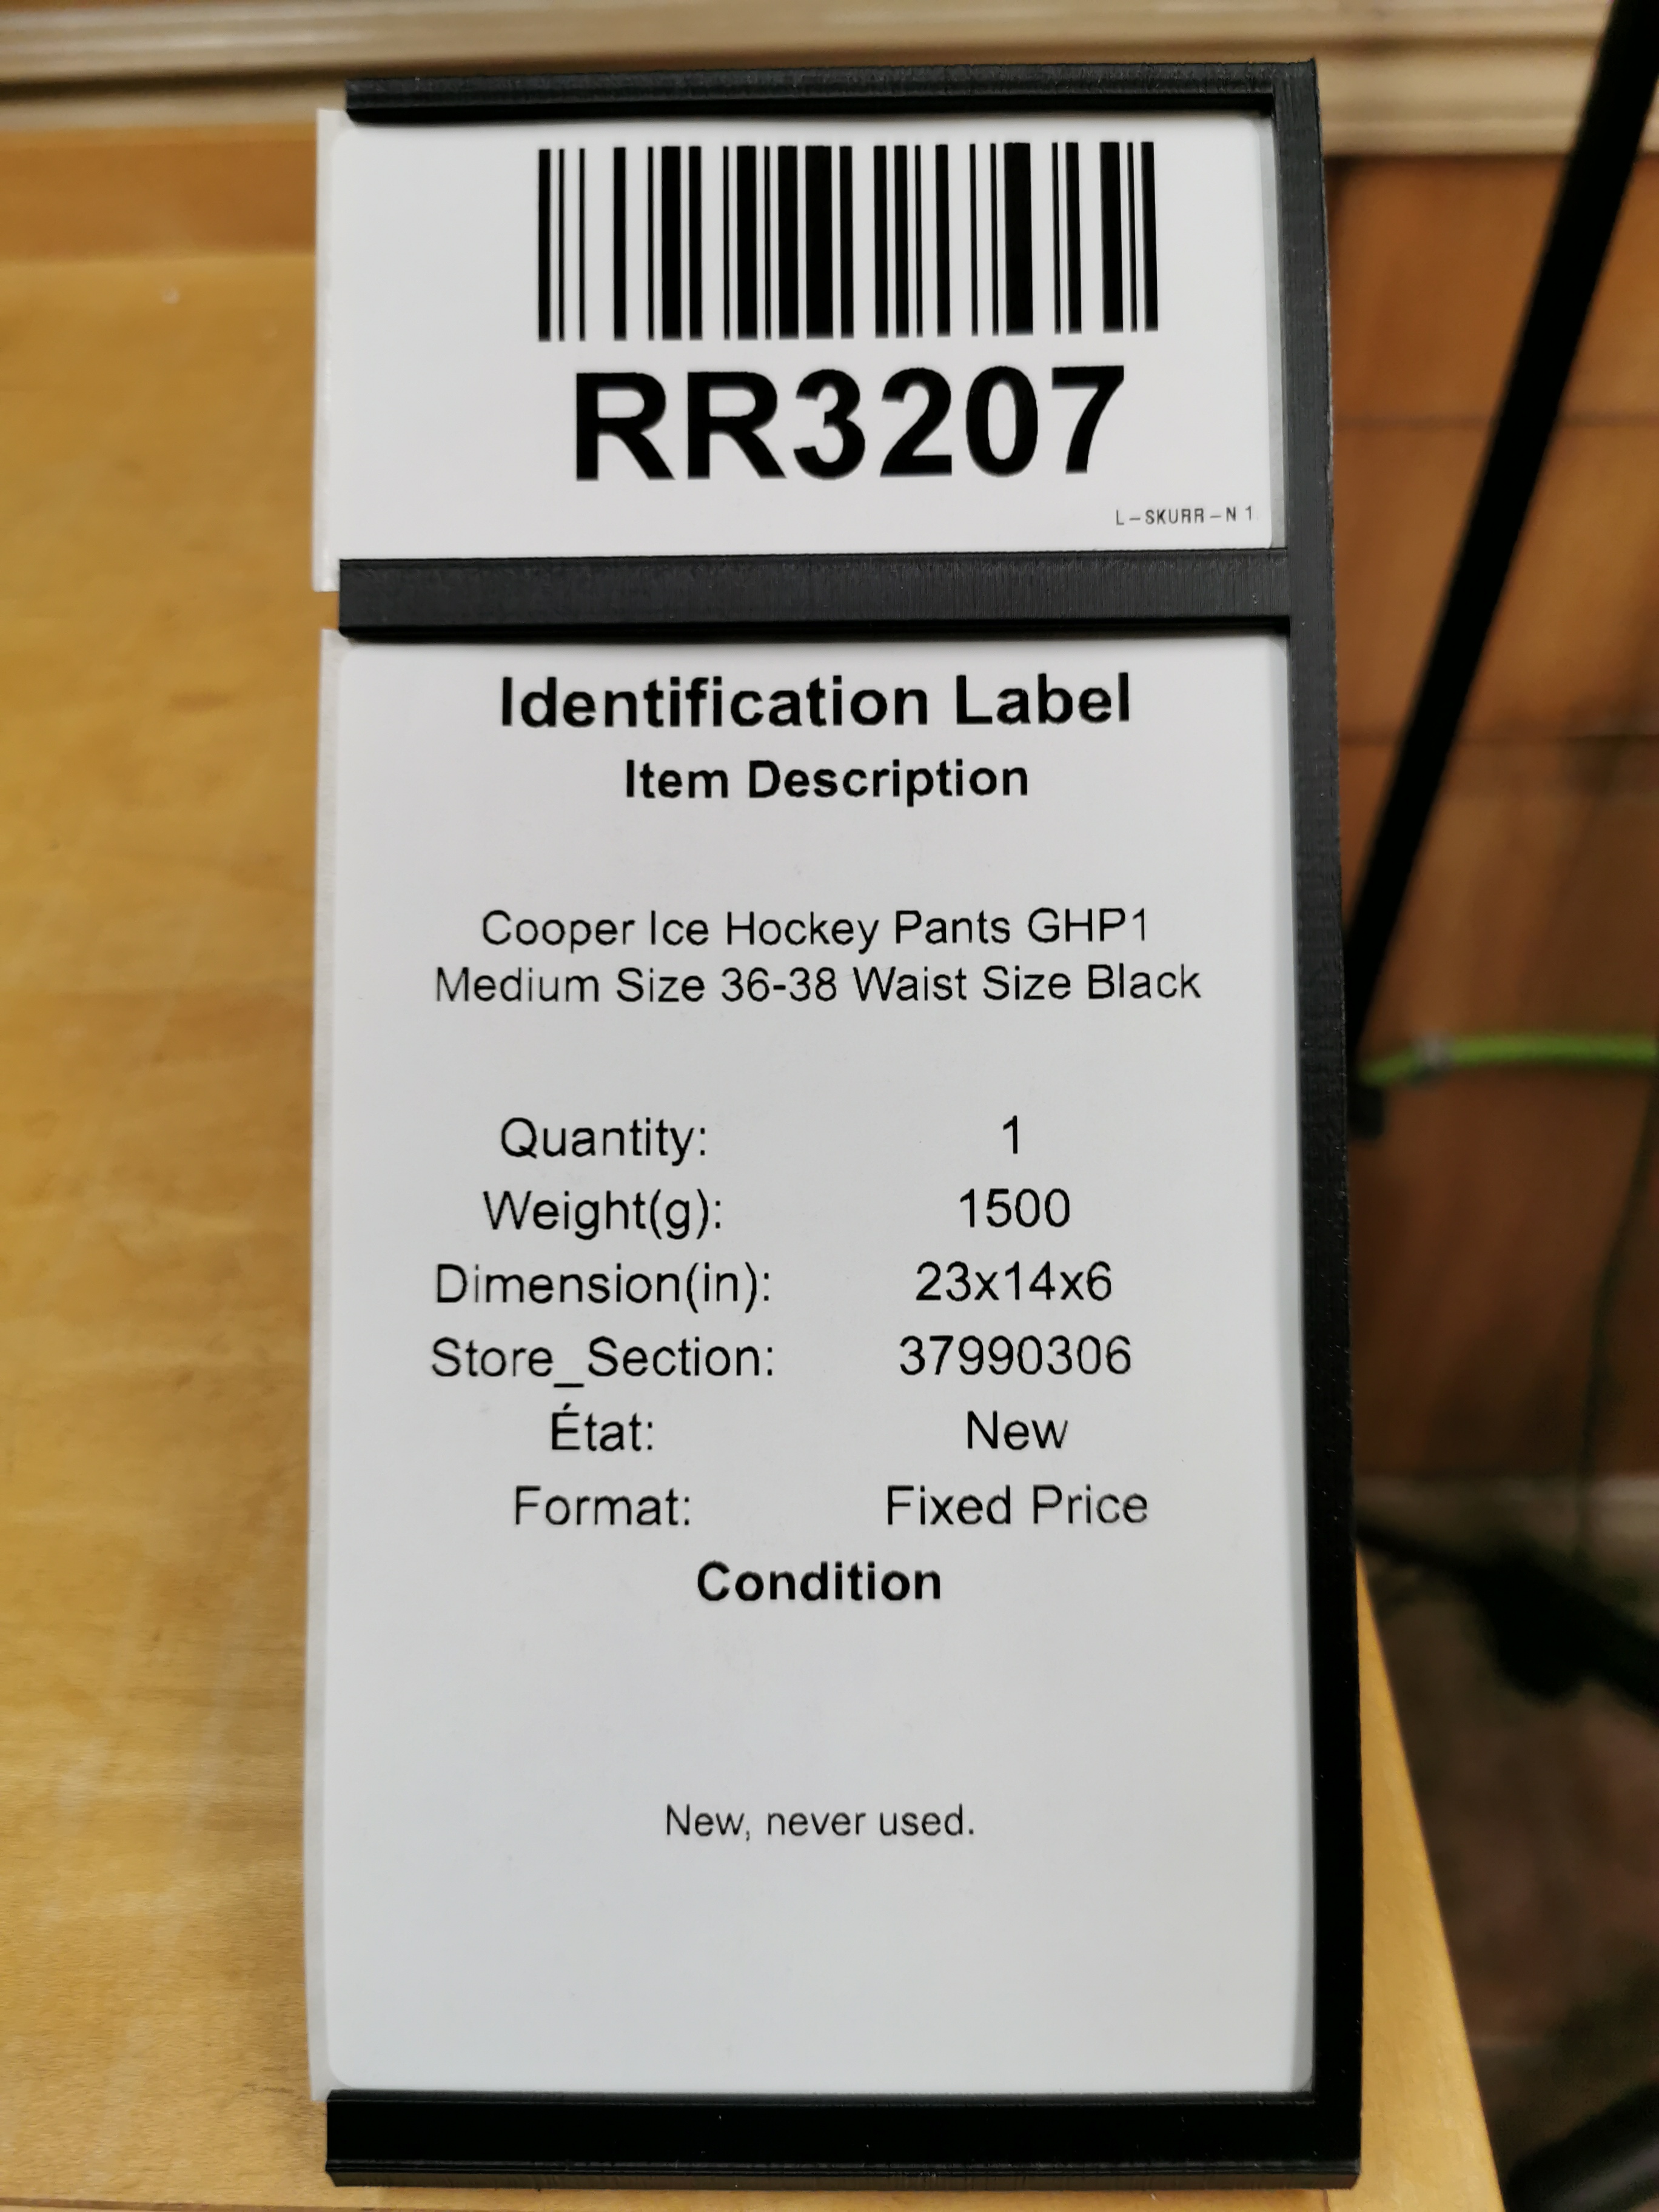 RR3207
L-SKURR-N 1
Identification Label
Item Description
Cooper Ice Hockey Pants GHP1
Medium Size 36-38 Waist Size Black
Quantity: 1
Weight(g): 1500
Dimension(in): 23x14x6
Store_Section: 37990306
État: New
Format: Fixed Price
Condition
New, never used.